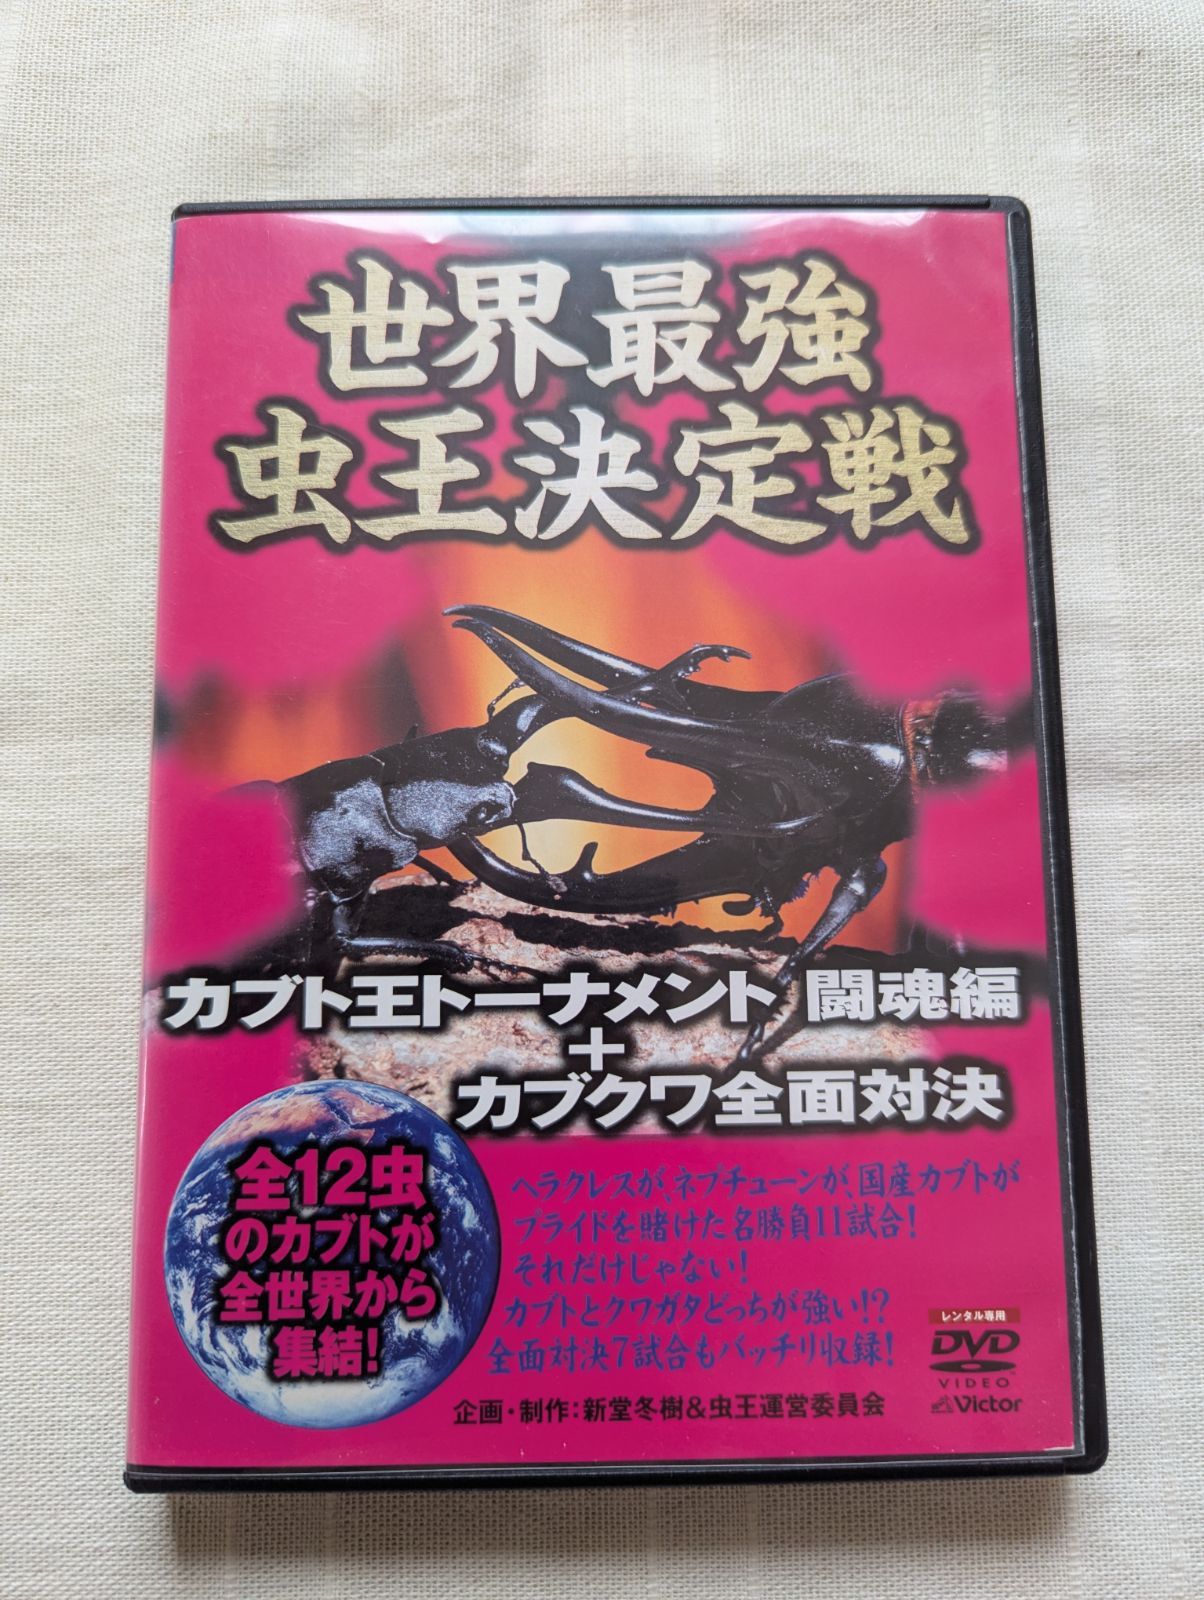 世界最強
虫王決定戦
カブト王トーナメント 闘魂編
+
カブクワ全面対決
全12虫
のカブトが
全世界から
集結!
ヘラクレスが、ネプチューンが、国産カブトが
プライドを賭けた名勝負11試合!
それだけじゃない!
カブトとクワガタどっちが強い!?
全面対決7試合もバッチリ収録!
企画・制作:新堂冬樹&虫王運営委員会
レンタル専用
DVD
VIDEO
Victor